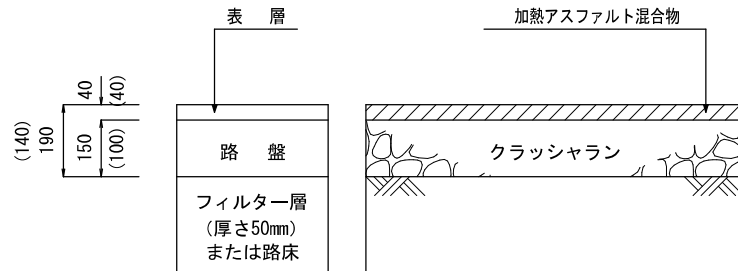 表　層
加熱アスファルト混合物
40
(40)
(140)
190
150
(100)
路　盤
クラッシャラン
フィルター層
(厚さ50mm)
または路床